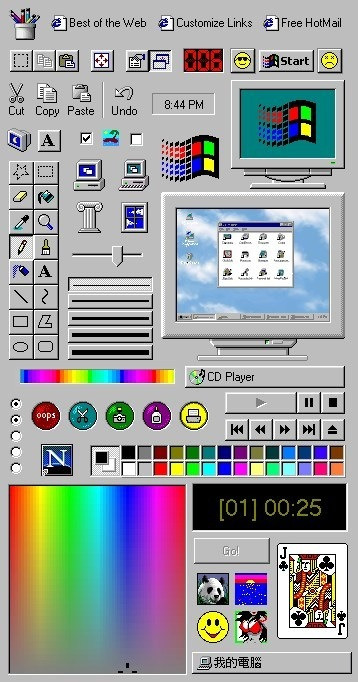 Best of the Web Customize Links Free HotMail
006 Start
Cut Copy Paste Undo 8:44 PM
A
A
CD Player
oops
N
[01] 00:25
Go!
J
J
我的電腦